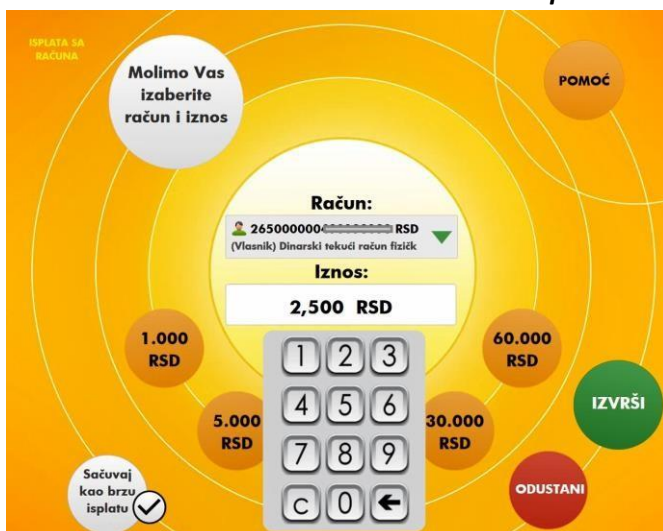 ISPLATA SA
RAČUNA
Molimo Vas
izaberite
račun i iznos
POMOĆ
Račun:
265000000 RSD
(Vlasnik) Dinarski tekući račun fizičk
Iznos:
2,500 RSD
1.000
RSD
5.000
RSD
1 2 3
4 5 6
7 8 9
c 0
60.000
RSD
30.000
RSD
IZVRŠI
ODUSTANI
Sačuvaj
kao brzu
isplatu